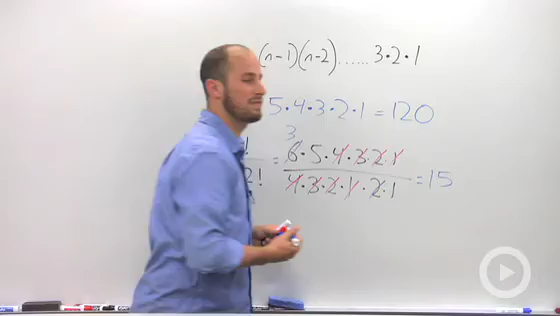 (n-1)(n-2)......3·2·1
5·4·3·2·1=120
3
! = 6·5·4·3·2·1 =15
2! 4·3·2·1·2·1